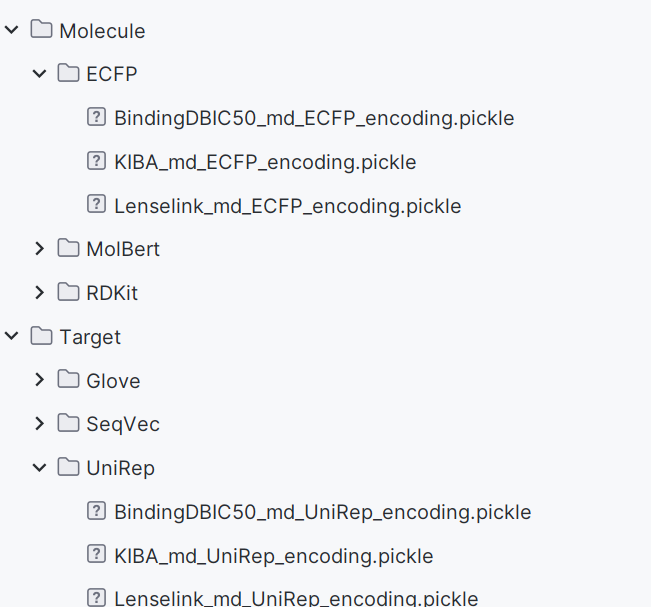 Molecule
ECFP
BindingDBIC50_md_ECFP_encoding.pickle
KIBA_md_ECFP_encoding.pickle
Lenselink_md_ECFP_encoding.pickle
MolBert
RDKit
Target
Glove
SeqVec
UniRep
BindingDBIC50_md_UniRep_encoding.pickle
KIBA_md_UniRep_encoding.pickle
Lenselink_md_UniRep_encoding.pickle